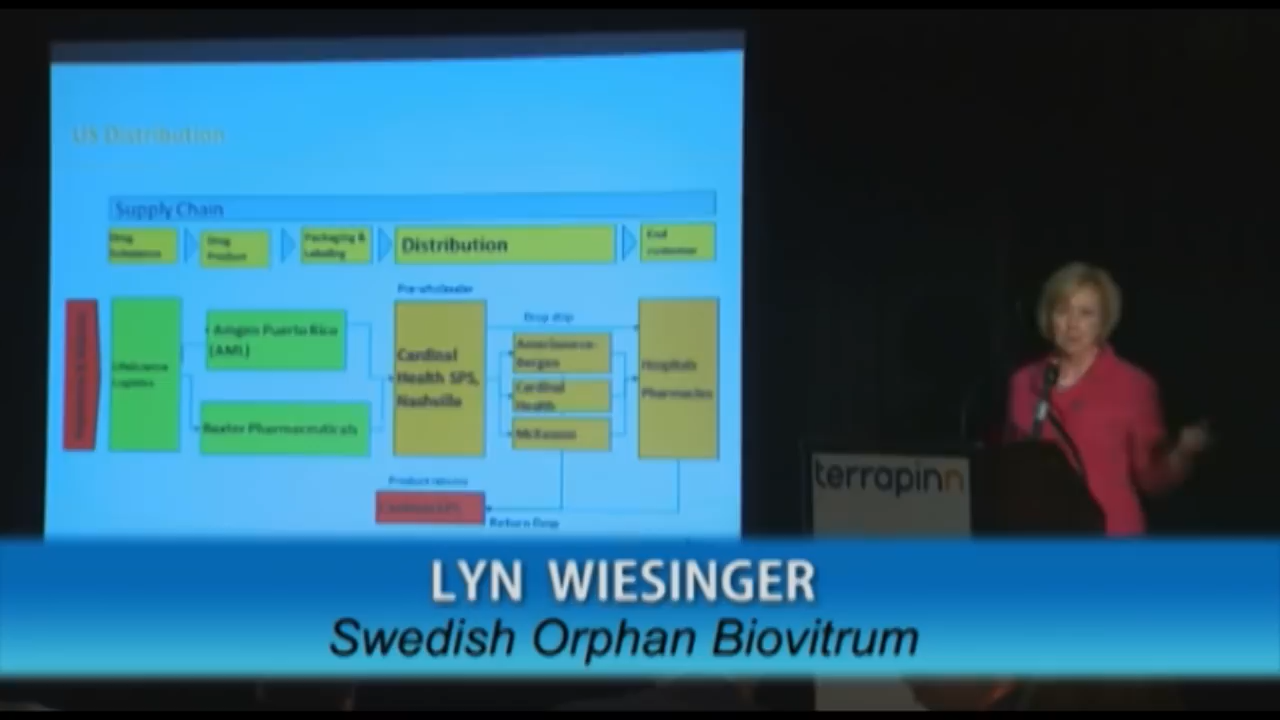 US Distribution
Supply Chain
Drug
Substance
Drug
Product
Packaging &
Labeling
Distribution
End
customer
Pre-wholesaler
Drop ship
Amgen Puerto Rico
(AML)
Baxter Pharmaceuticals
Cardinal
Health SPS,
Nashville
Cardinal
Health
McKesson
Hospitals
Pharmacies
Product returns
Return flow
terrapinn
LYN WIESINGER
Swedish Orphan Biovitrum